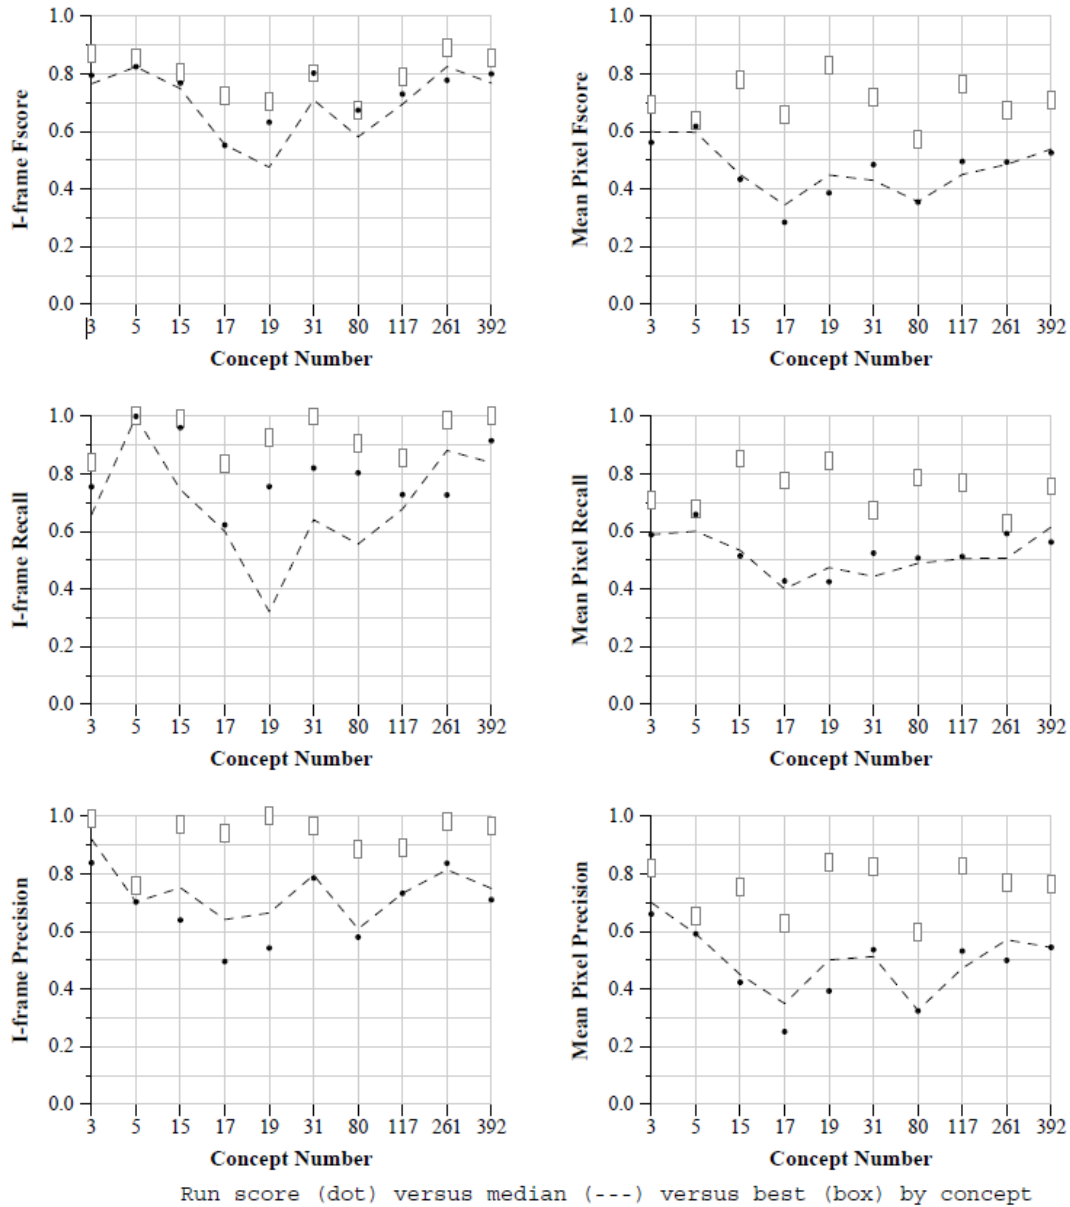 I-frame Fscore
1.0
0.8
0.6
0.4
0.2
0.0
3 5 15 17 19 31 80 117 261 392
Concept Number
Mean Pixel Fscore
1.0
0.8
0.6
0.4
0.2
0.0
3 5 15 17 19 31 80 117 261 392
Concept Number
I-frame Recall
1.0
0.8
0.6
0.4
0.2
0.0
3 5 15 17 19 31 80 117 261 392
Concept Number
Mean Pixel Recall
1.0
0.8
0.6
0.4
0.2
0.0
3 5 15 17 19 31 80 117 261 392
Concept Number
I-frame Precision
1.0
0.8
0.6
0.4
0.2
0.0
3 5 15 17 19 31 80 117 261 392
Concept Number
Mean Pixel Precision
1.0
0.8
0.6
0.4
0.2
0.0
3 5 15 17 19 31 80 117 261 392
Concept Number
Run score (dot) versus median (---) versus best (box) by concept